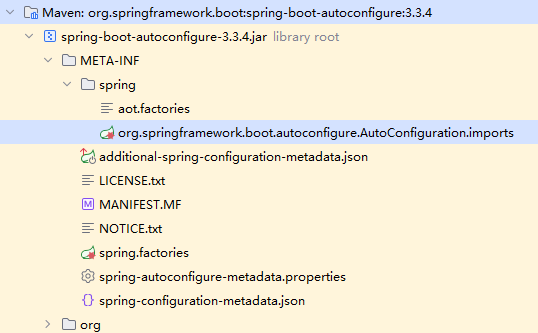 Maven: org.springframework.boot:spring-boot-autoconfigure:3.3.4
spring-boot-autoconfigure-3.3.4.jar library root
META-INF
spring
aot.factories
org.springframework.boot.autoconfigure.AutoConfiguration.imports
additional-spring-configuration-metadata.json
LICENSE.txt
MANIFEST.MF
NOTICE.txt
spring.factories
spring-autoconfigure-metadata.properties
spring-configuration-metadata.json
org